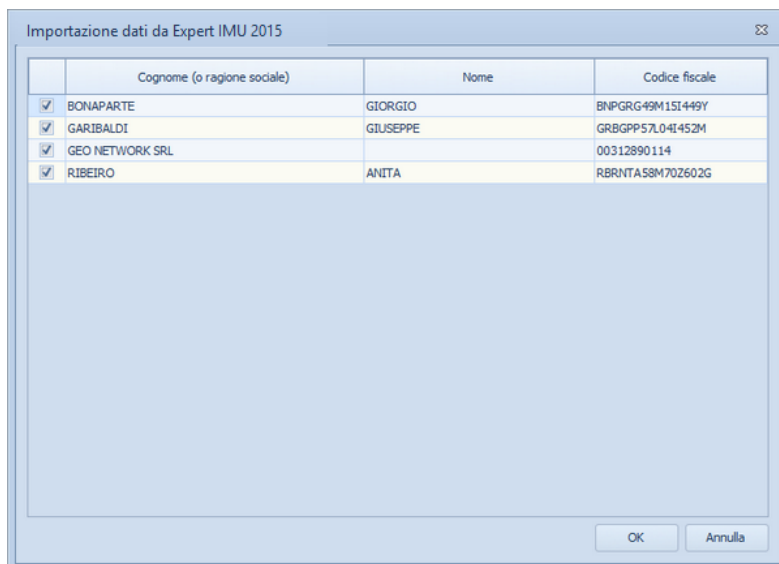 Importazione dati da Expert IMU 2015
Cognome (o ragione sociale) Nome Codice fiscale
BONAPARTE GIORGIO BNPGRG49M15I449Y
GARIBALDI GIUSEPPE GRBGPP57L04I452M
GEO NETWORK SRL 00312890114
RIBEIRO ANITA RBRNTA58M70Z602G
OK Annulla